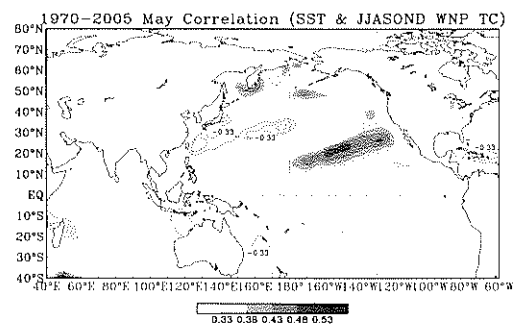 1970-2005 May Correlation (SST & JJASOND WNP TC)
80°N
70°N
60°N
50°N
40°N
30°N
20°N
10°N
EQ
10°S
20°S
30°S
40°S
-0.33
-0.33
-0.33
-0.33
40°E 60°E 80°E 100°E 120°E 140°E 160°E 180° 160°W 140°W 120°W 100°W 80°W 60°W
0.33 0.38 0.43 0.48 0.53